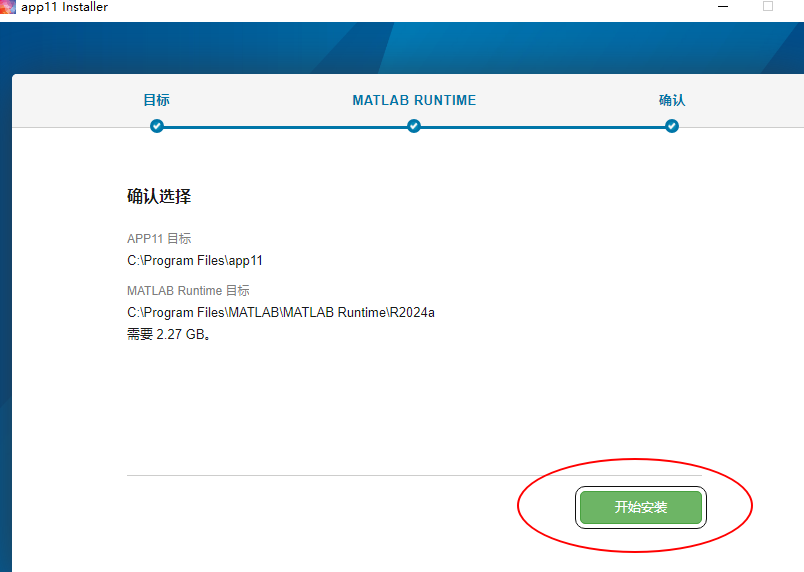 app11 Installer
目标
MATLAB RUNTIME
确认
确认选择
APP11 目标
C:\Program Files\app11
MATLAB Runtime 目标
C:\Program Files\MATLAB\MATLAB Runtime\R2024a
需要 2.27 GB。
开始安装